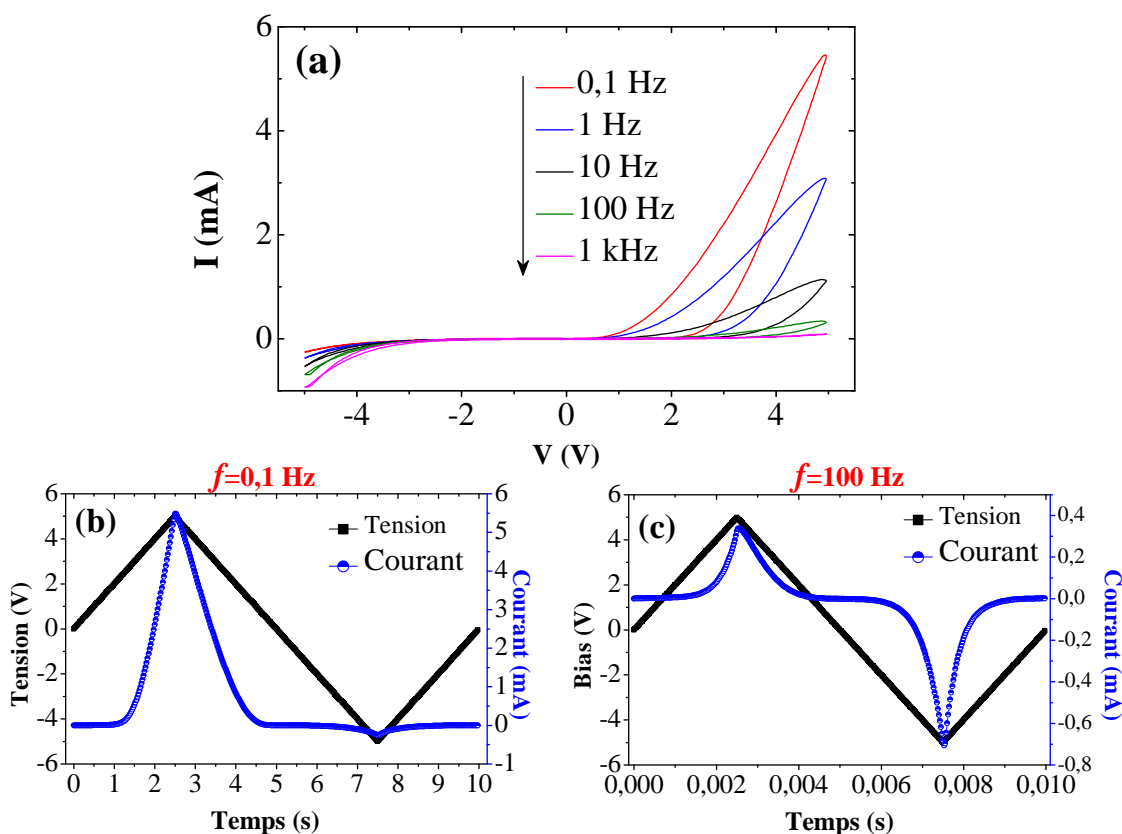 (a)
0,1 Hz
1 Hz
10 Hz
100 Hz
1 kHz
I (mA)
6
4
2
0
-4 -2 0 2 4
V (V)
f=0,1 Hz
(b)
Tension
Courant
Tension (V)
6
4
2
0
-2
-4
-6
Courant (mA)
6
5
4
3
2
1
0
-1
0 1 2 3 4 5 6 7 8 9 10
Temps (s)
f=100 Hz
(c)
Tension
Courant
Bias (V)
6
4
2
0
-2
-4
-6
Courant (mA)
0,4
0,2
0,0
-0,2
-0,4
-0,6
-0,8
0,000 0,002 0,004 0,006 0,008 0,010
Temps (s)